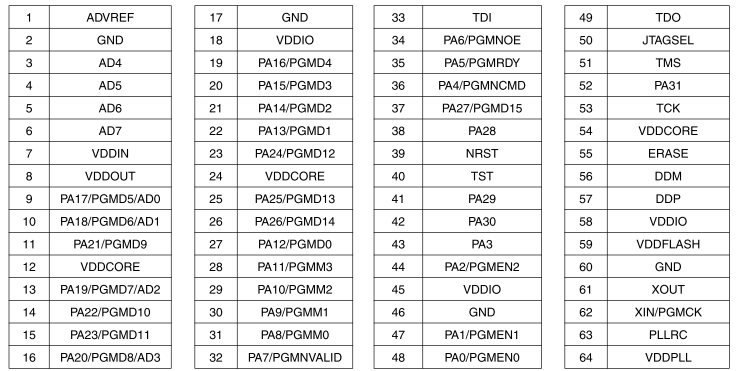 1 ADVREF
2 GND
3 AD4
4 AD5
5 AD6
6 AD7
7 VDDIN
8 VDDOUT
9 PA17/PGMD5/AD0
10 PA18/PGMD6/AD1
11 PA21/PGMD9
12 VDDCORE
13 PA19/PGMD7/AD2
14 PA22/PGMD10
15 PA23/PGMD11
16 PA20/PGMD8/AD3
17 GND
18 VDDIO
19 PA16/PGMD4
20 PA15/PGMD3
21 PA14/PGMD2
22 PA13/PGMD1
23 PA24/PGMD12
24 VDDCORE
25 PA25/PGMD13
26 PA26/PGMD14
27 PA12/PGMD0
28 PA11/PGMM3
29 PA10/PGMM2
30 PA9/PGMM1
31 PA8/PGMM0
32 PA7/PGMNVALID
33 TDI
34 PA6/PGMNOE
35 PA5/PGMRDY
36 PA4/PGMNCMD
37 PA27/PGMD15
38 PA28
39 NRST
40 TST
41 PA29
42 PA30
43 PA3
44 PA2/PGMEN2
45 VDDIO
46 GND
47 PA1/PGMEN1
48 PA0/PGMEN0
49 TDO
50 JTAGSEL
51 TMS
52 PA31
53 TCK
54 VDDCORE
55 ERASE
56 DDM
57 DDP
58 VDDIO
59 VDDFLASH
60 GND
61 XOUT
62 XIN/PGMCK
63 PLLRC
64 VDDPLL